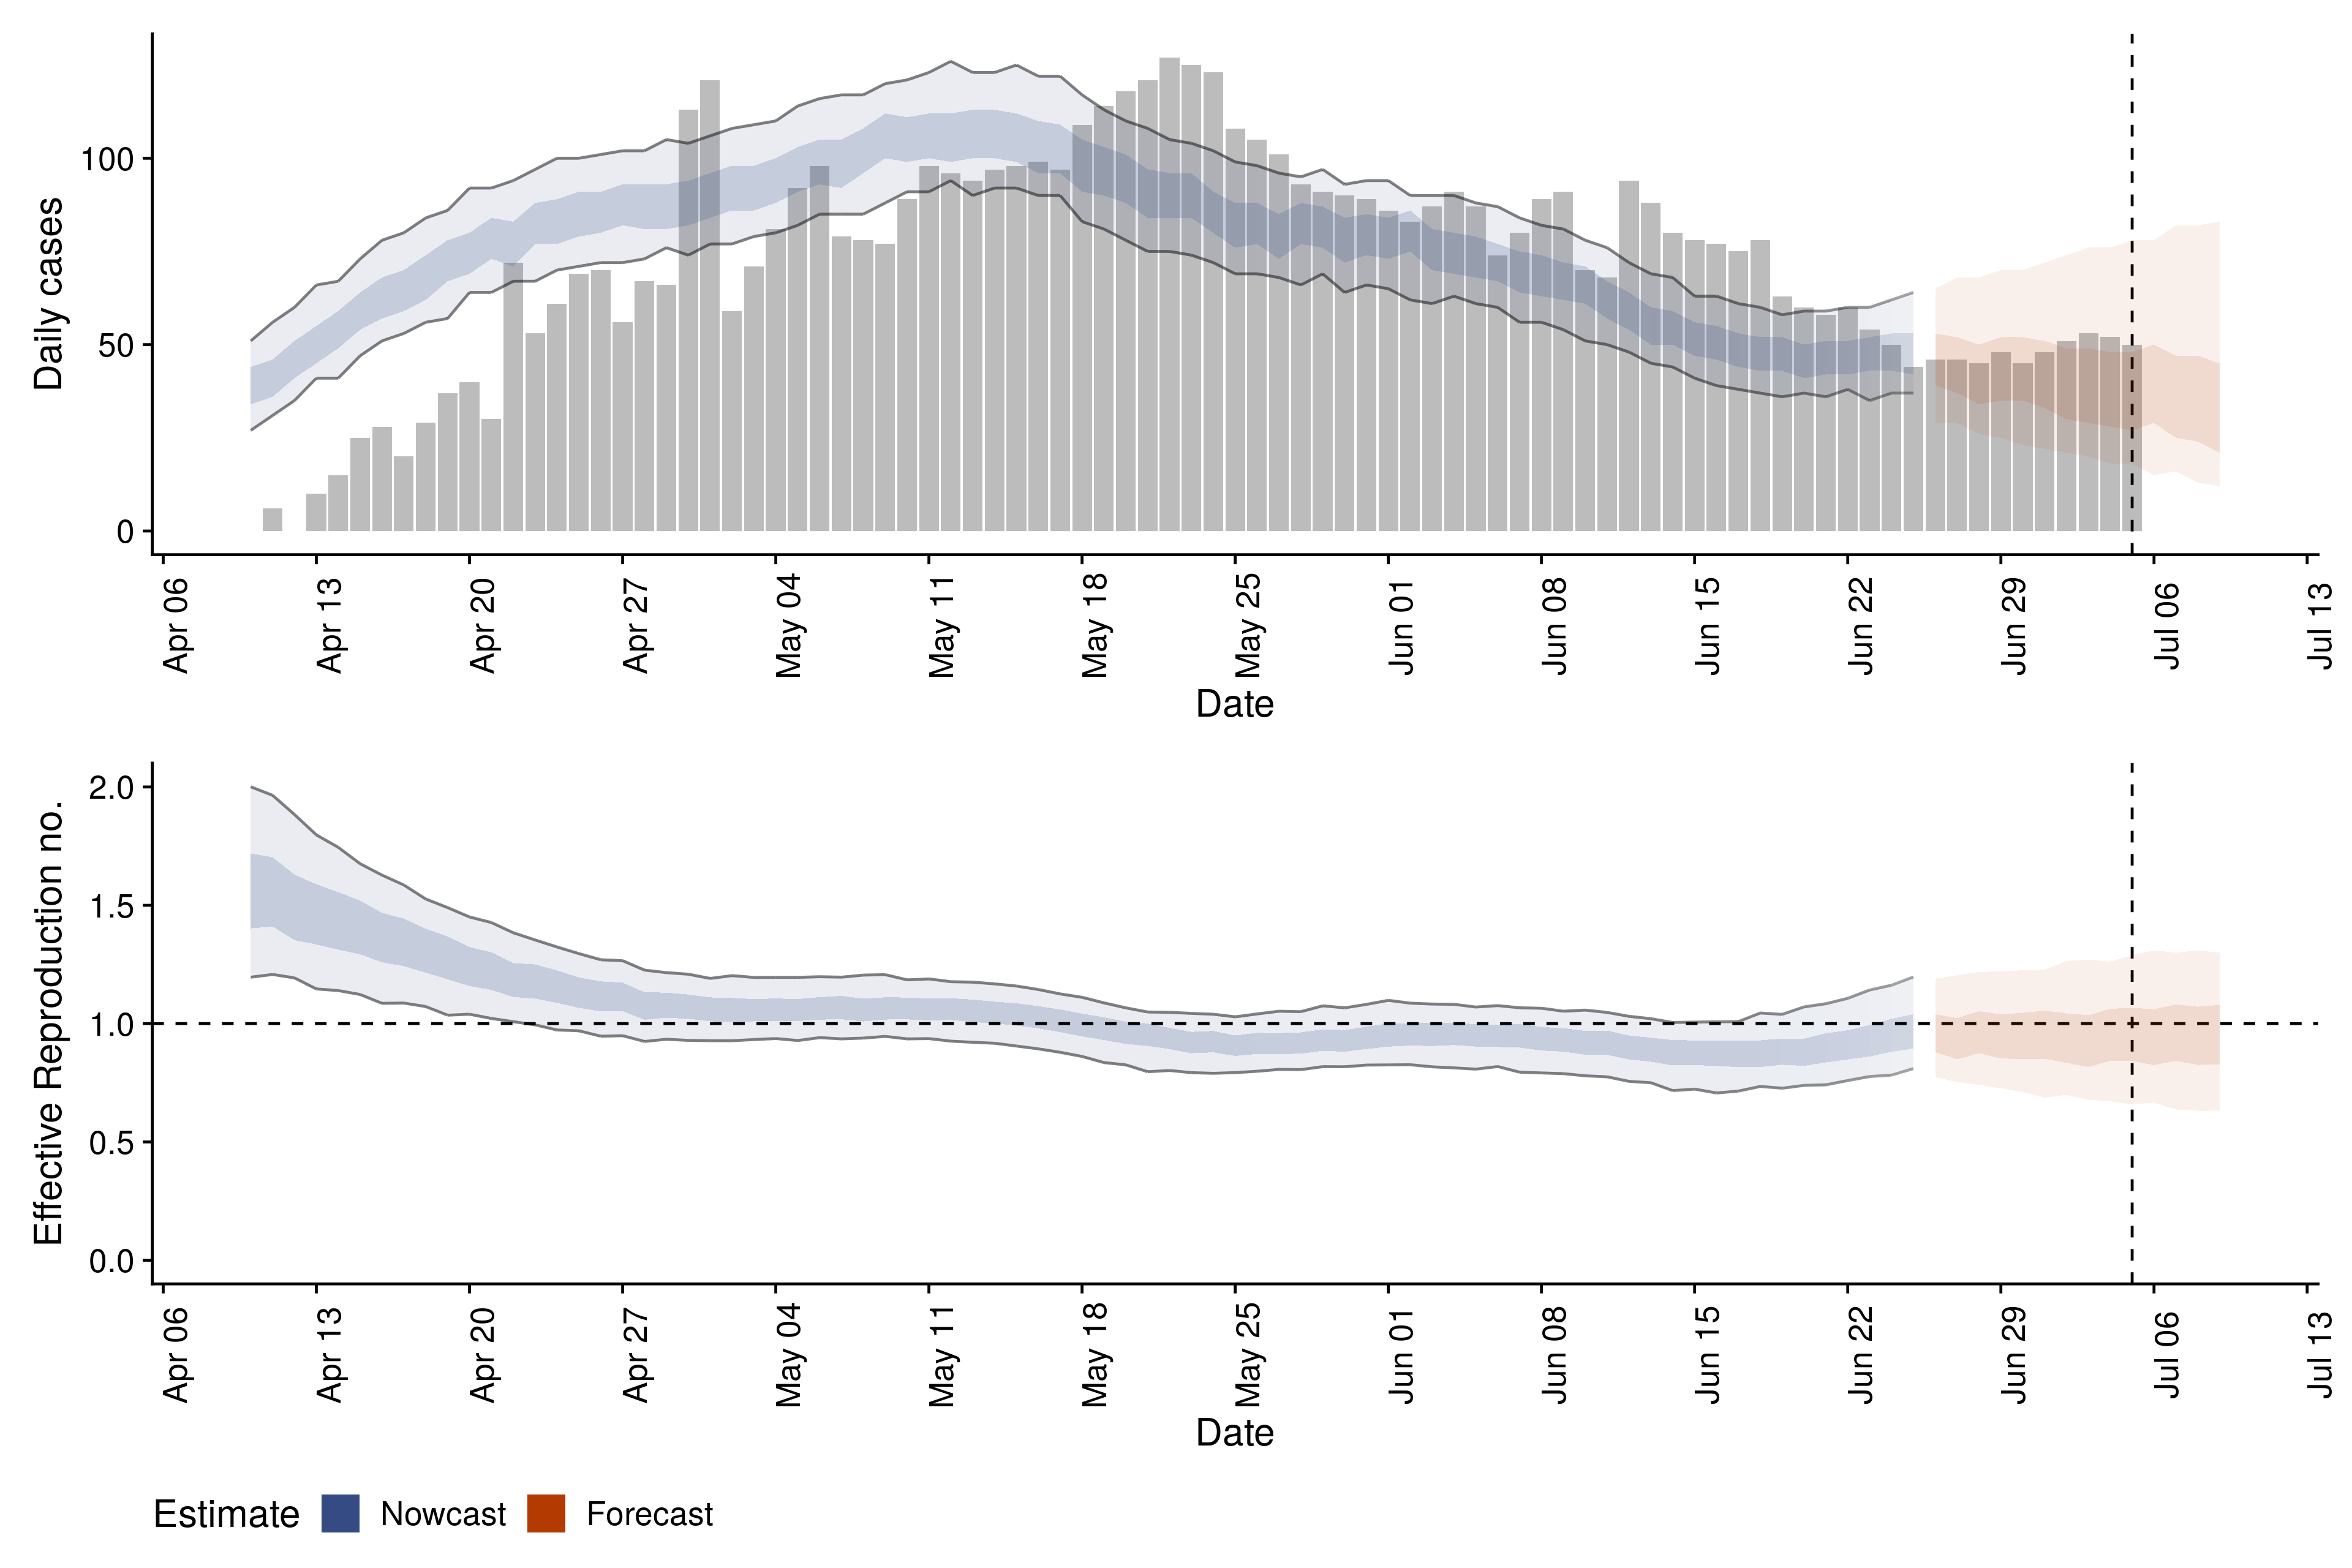 Daily cases
100
50
0
Apr 06
Apr 13
Apr 20
Apr 27
May 04
May 11
May 18
May 25
Jun 01
Jun 08
Jun 15
Jun 22
Jun 29
Jul 06
Jul 13
Date
Effective Reproduction no.
2.0
1.5
1.0
0.5
0.0
Apr 06
Apr 13
Apr 20
Apr 27
May 04
May 11
May 18
May 25
Jun 01
Jun 08
Jun 15
Jun 22
Jun 29
Jul 06
Jul 13
Date
Estimate Nowcast Forecast